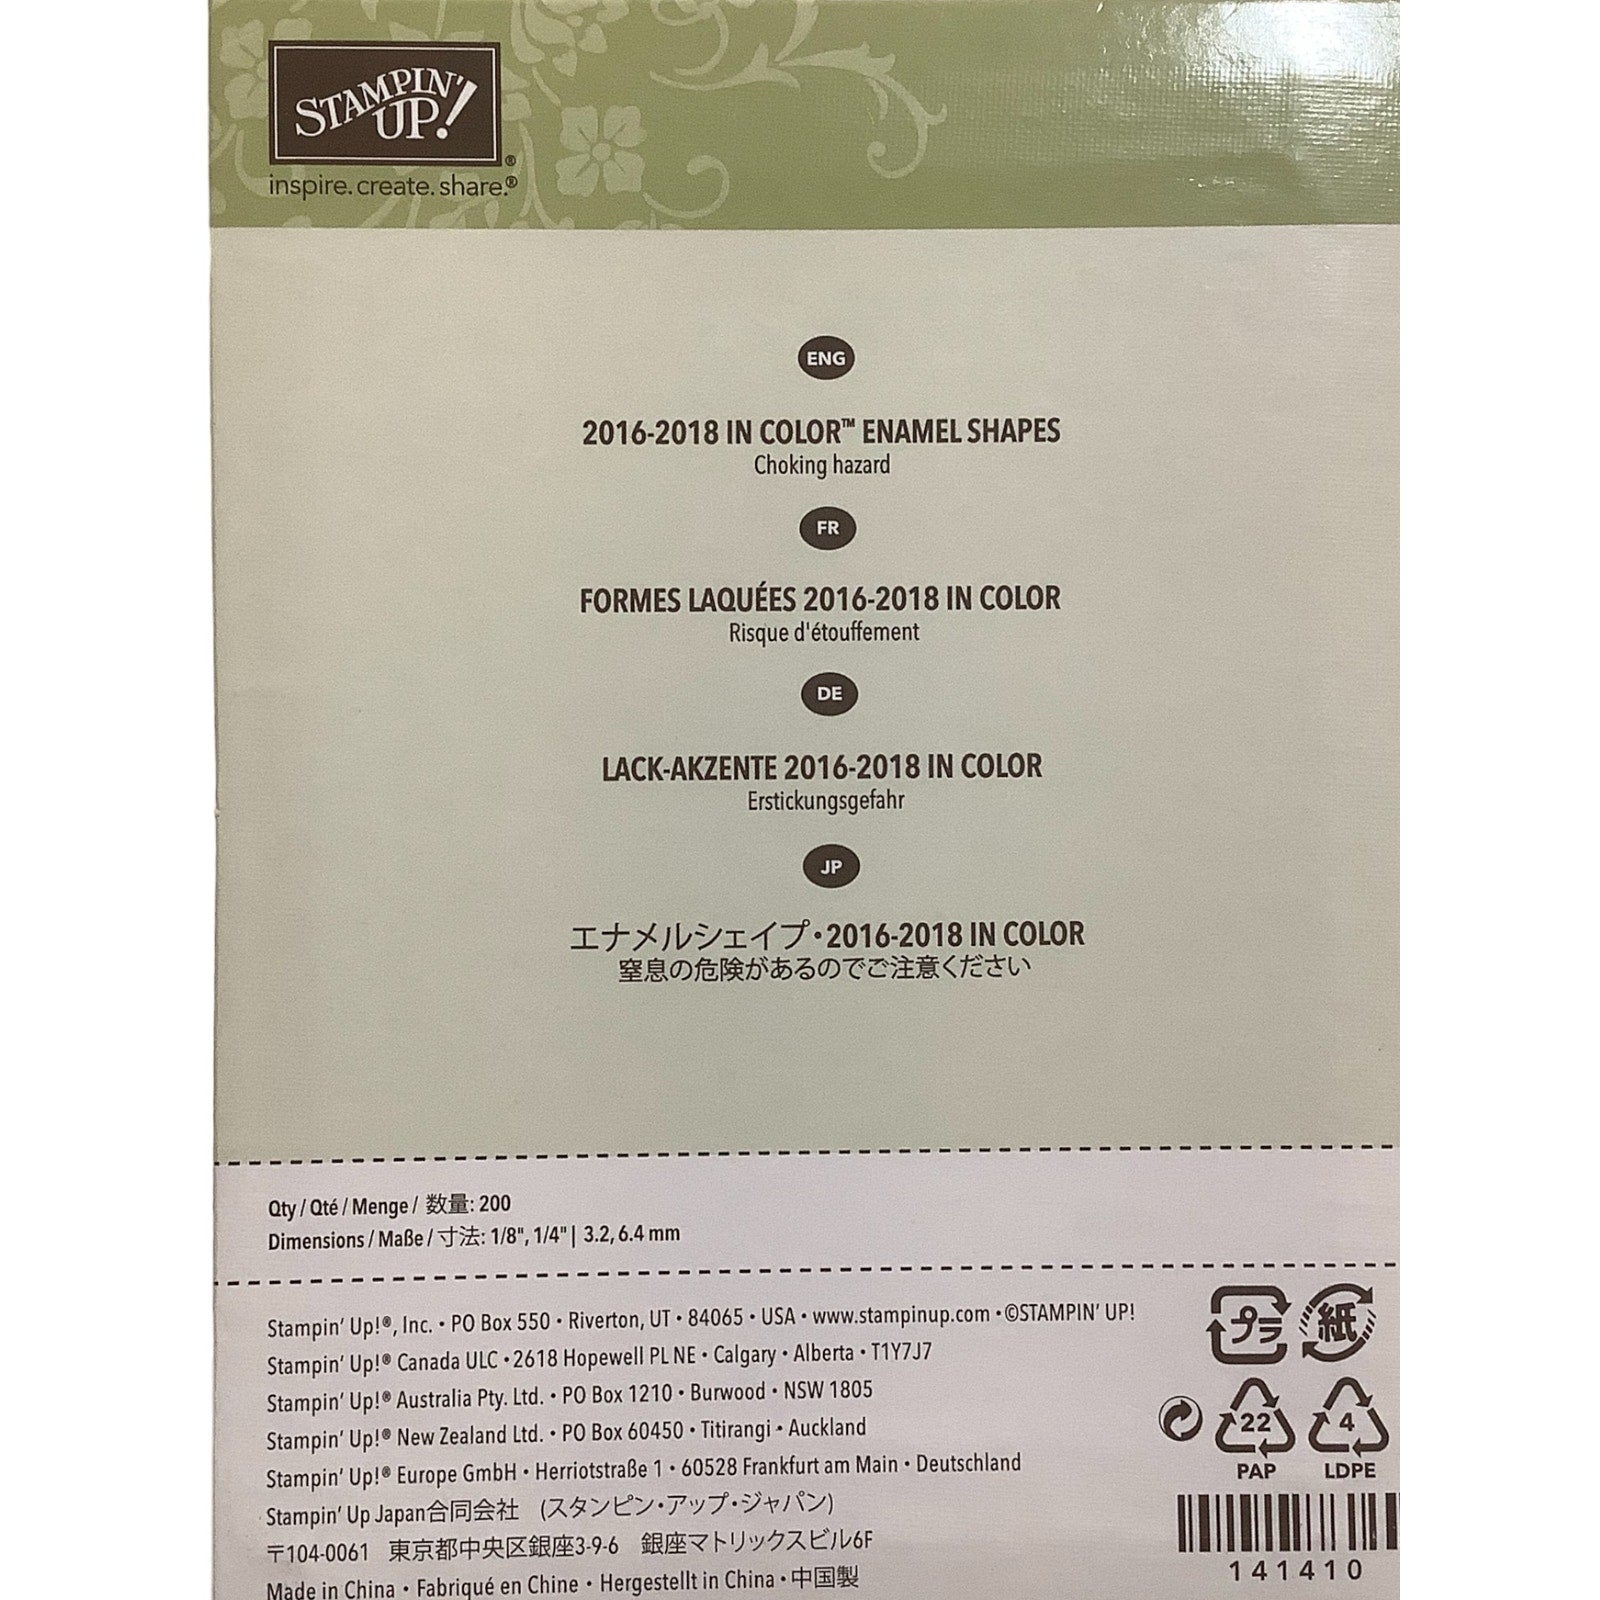 STAMPIN' UP!®
inspire. create. share.®
ENG
2016-2018 IN COLOR™ ENAMEL SHAPES
Choking hazard
FR
FORMES LAQUÉES 2016-2018 IN COLOR
Risque d'étouffement
DE
LACK-AKZENTE 2016-2018 IN COLOR
Erstickungsgefahr
JP
エナメルシェイプ・2016-2018 IN COLOR
窒息の危険があるのでご注意ください
Qty / Qté / Menge / 数量: 200
Dimensions / Maße / 寸法: 1/8", 1/4" | 3.2, 6.4 mm
Stampin' Up!®, Inc. • PO Box 550 • Riverton, UT • 84065 • USA • www.stampinup.com • ©STAMPIN' UP!
Stampin' Up!® Canada ULC • 2618 Hopewell PL NE • Calgary • Alberta • T1Y7J7
Stampin' Up!® Australia Pty. Ltd. • PO Box 1210 • Burwood • NSW 1805
Stampin' Up!® New Zealand Ltd. • PO Box 60450 • Titirangi • Auckland
Stampin' Up!® Europe GmbH • Herriotstraße 1 • 60528 Frankfurt am Main • Deutschland
Stampin' Up Japan合同会社 (スタンピン・アップ・ジャパン)
〒104-0061 東京都中央区銀座3-9-6 銀座マトリックスビル6F
Made in China • Fabriqué en Chine • Hergestellt in China • 中国製
プラ 紙
22 4
PAP LDPE
141410